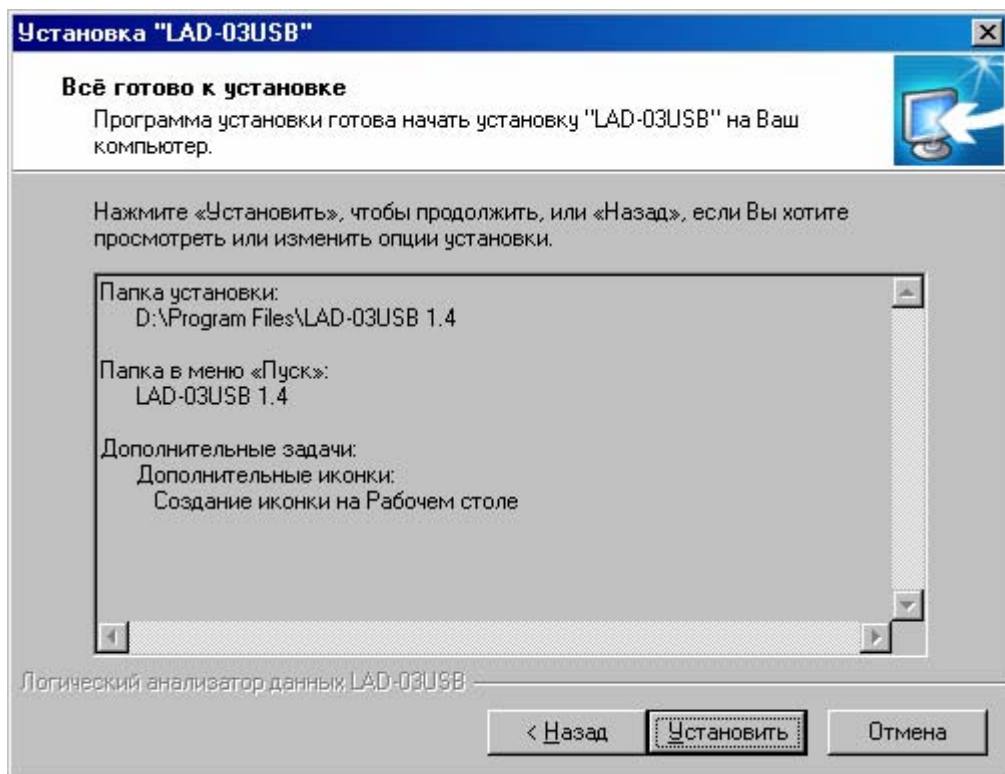 Установка "LAD-03USB"
Всё готово к установке
Программа установки готова начать установку "LAD-03USB" на Ваш
компьютер.
Нажмите «Установить», чтобы продолжить, или «Назад», если Вы хотите
просмотреть или изменить опции установки.
Папка установки:
D:\Program Files\LAD-03USB 1.4
Папка в меню «Пуск»:
LAD-03USB 1.4
Дополнительные задачи:
Дополнительные иконки:
Создание иконки на Рабочем столе
Логический анализатор данных LAD-03USB
< Назад Установить Отмена